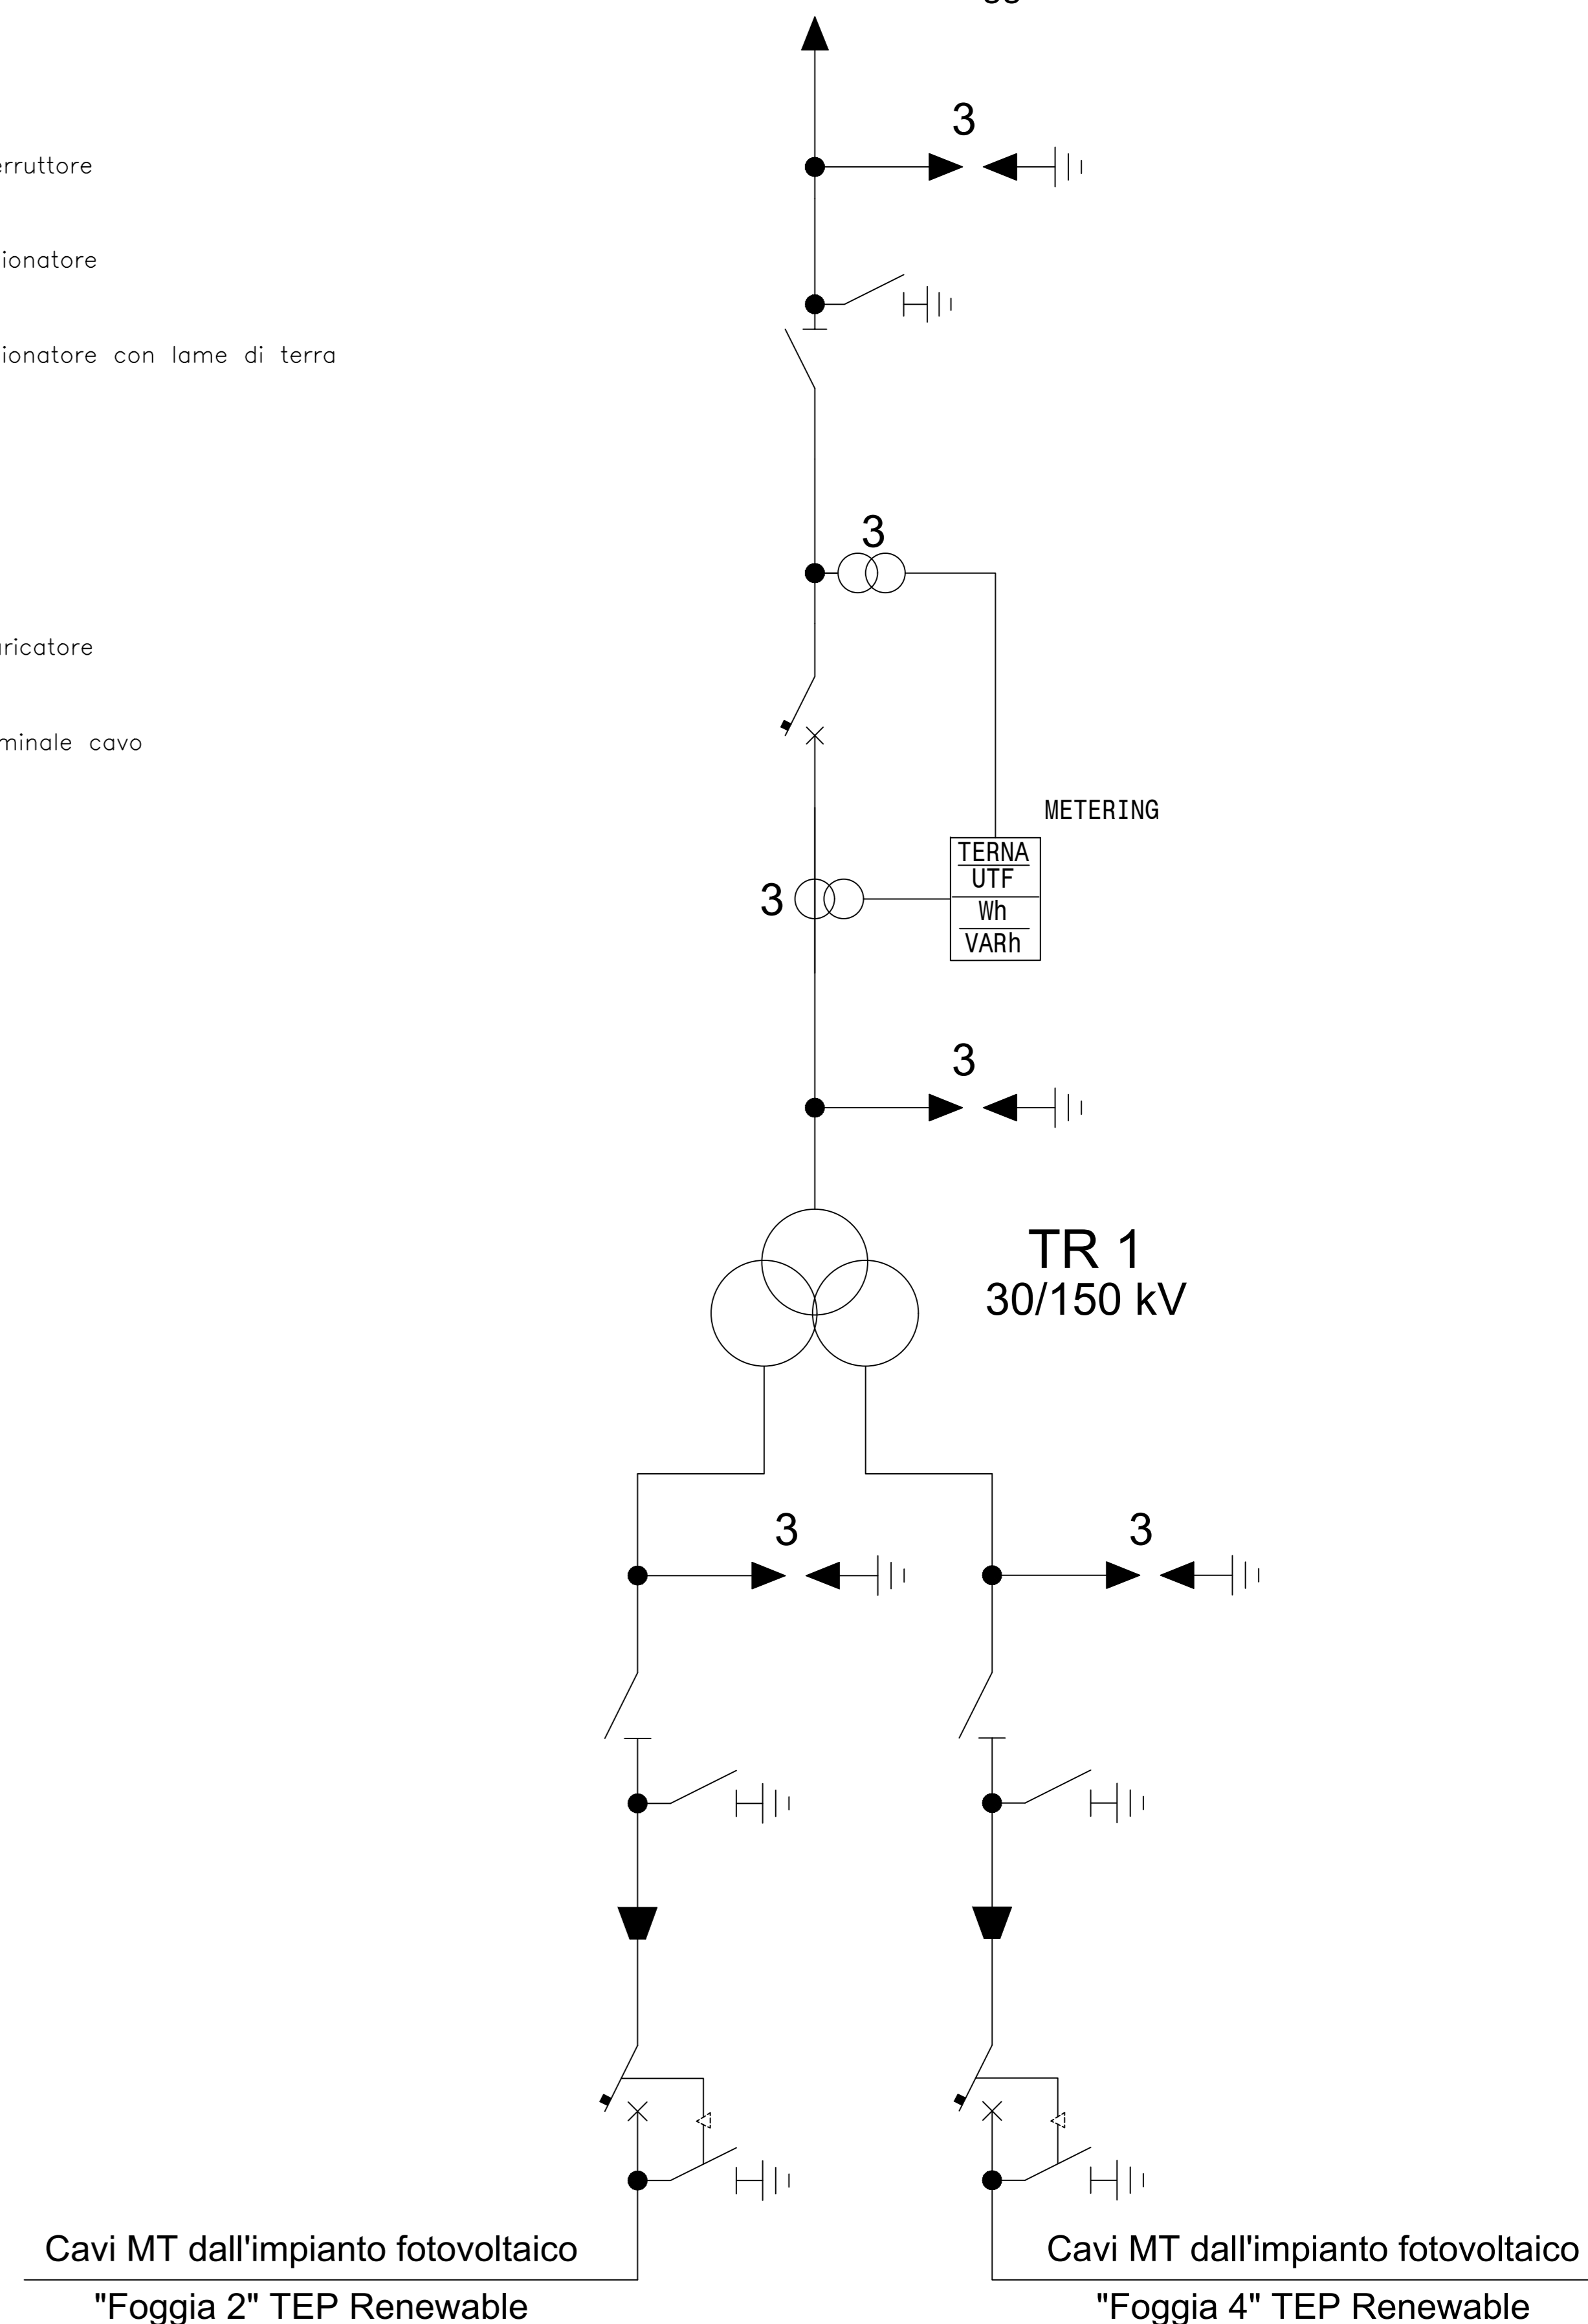 gg
3
erruttore
ionatore
ionatore con lame di terra
3
aricatore
minale cavo
METERING
TERNA
UTF
Wh
VARh
3
3
TR 1
30/150 kV
3
3
Cavi MT dall'impianto fotovoltaico
"Foggia 2" TEP Renewable
Cavi MT dall'impianto fotovoltaico
"Foggia 4" TEP Renewable